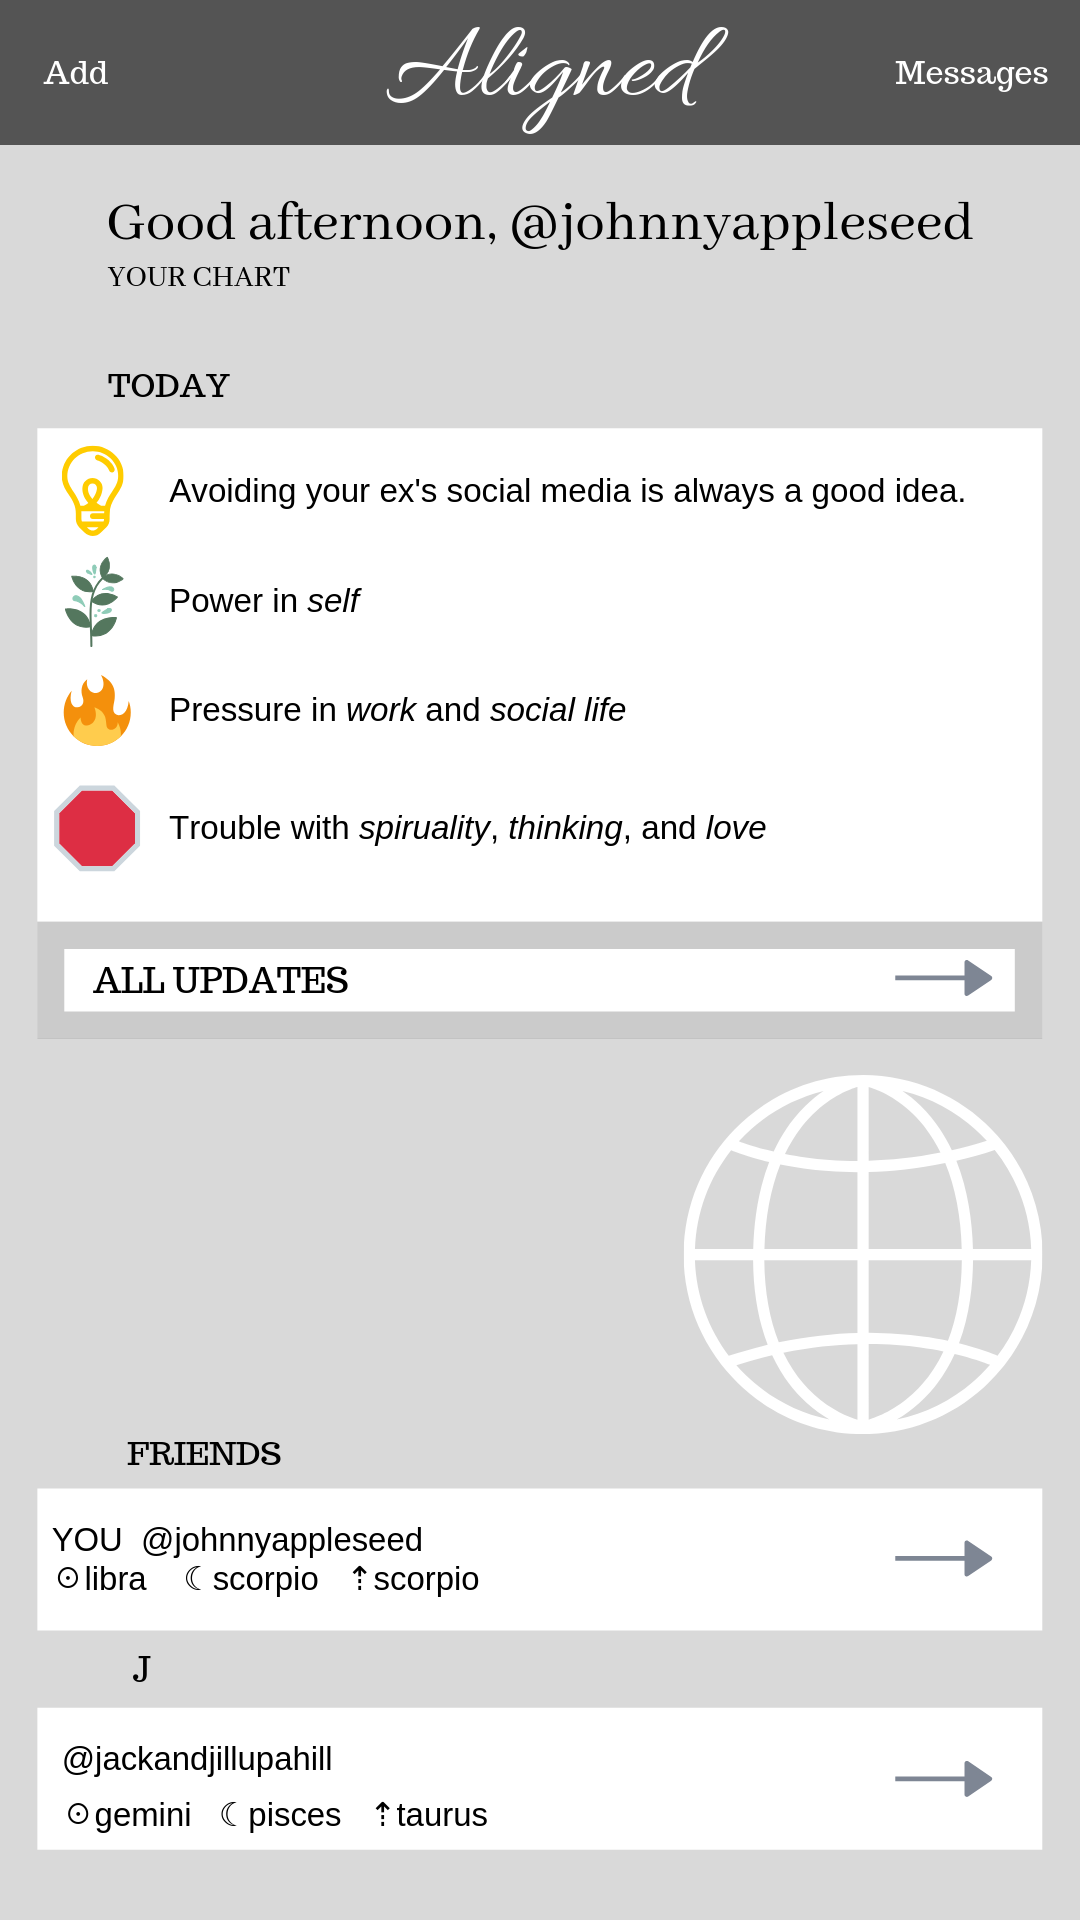 Add Aligned Messages
Good afternoon, @johnnyappleseed
YOUR CHART
TODAY
Avoiding your ex's social media is always a good idea.
Power in self
Pressure in work and social life
Trouble with spiruality, thinking, and love
ALL UPDATES
FRIENDS
YOU @johnnyappleseed
☉libra ☾scorpio ⇡scorpio
J
@jackandjillupahill
☉gemini ☾pisces ⇡taurus